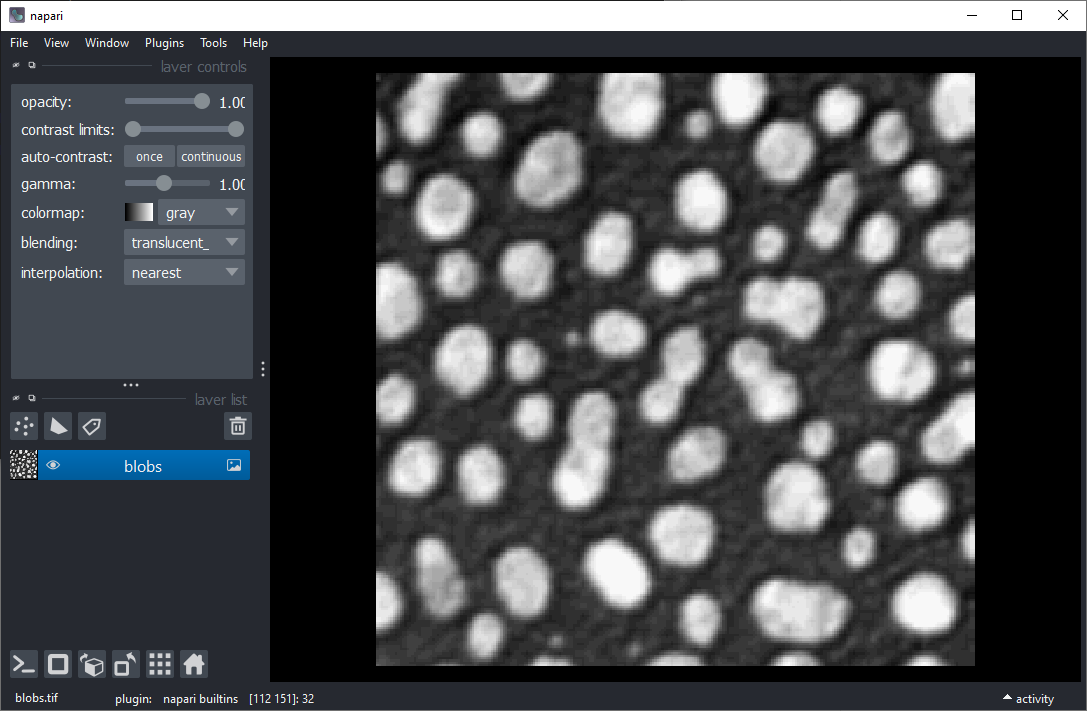 napari
File View Window Plugins Tools Help
layer controls
opacity: 1.00
contrast limits:
auto-contrast: once continuous
gamma: 1.00
colormap: gray
blending: translucent_
interpolation: nearest
layer list
blobs
blobs.tif plugin: napari builtins [112 151]: 32 activity